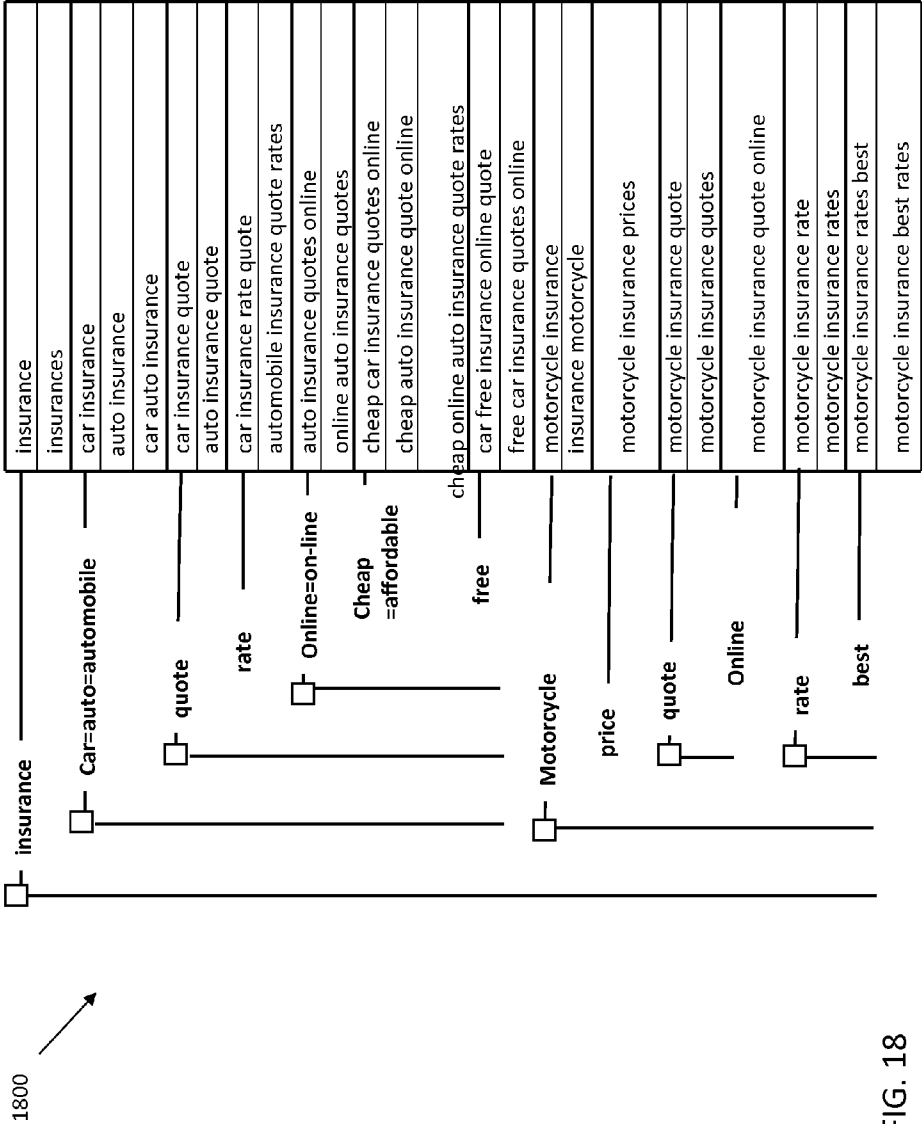 1800
insurance
Car=auto=automobile
quote
rate
Online=on-line
Cheap
=affordable
free
Motorcycle
price
quote
Online
rate
best
insurance
insurances
car insurance
auto insurance
car auto insurance
car insurance quote
auto insurance quote
car insurance rate quote
automobile insurance quote rates
auto insurance quotes online
online auto insurance quotes
cheap car insurance quotes online
cheap auto insurance quote online
cheap online auto insurance quote rates
car free insurance online quote
free car insurance quotes online
motorcycle insurance
insurance motorcycle
motorcycle insurance prices
motorcycle insurance quote
motorcycle insurance quotes
motorcycle insurance quote online
motorcycle insurance rate
motorcycle insurance rates
motorcycle insurance rates best
motorcycle insurance best rates
FIG. 18